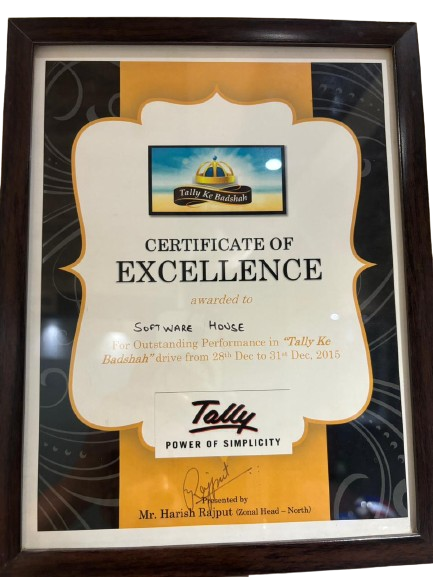 Tally Ke Badshah
CERTIFICATE OF
EXCELLENCE
awarded to
SOFTWARE HOUSE
For Outstanding Performance in "Tally Ke
Badshah" drive from 28th Dec to 31st Dec, 2015
Tally
POWER OF SIMPLICITY
Rajput
Presented by
Mr. Harish Rajput (Zonal Head – North)